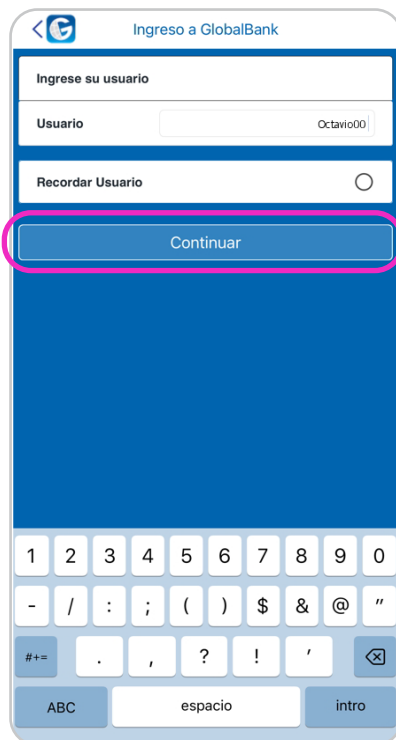 Ingreso a GlobalBank
Ingrese su usuario
Usuario Octavio00
Recordar Usuario
Continuar
1 2 3 4 5 6 7 8 9 0
- / : ; ( ) $ & @ "
#+= . , ? ! '
ABC espacio intro